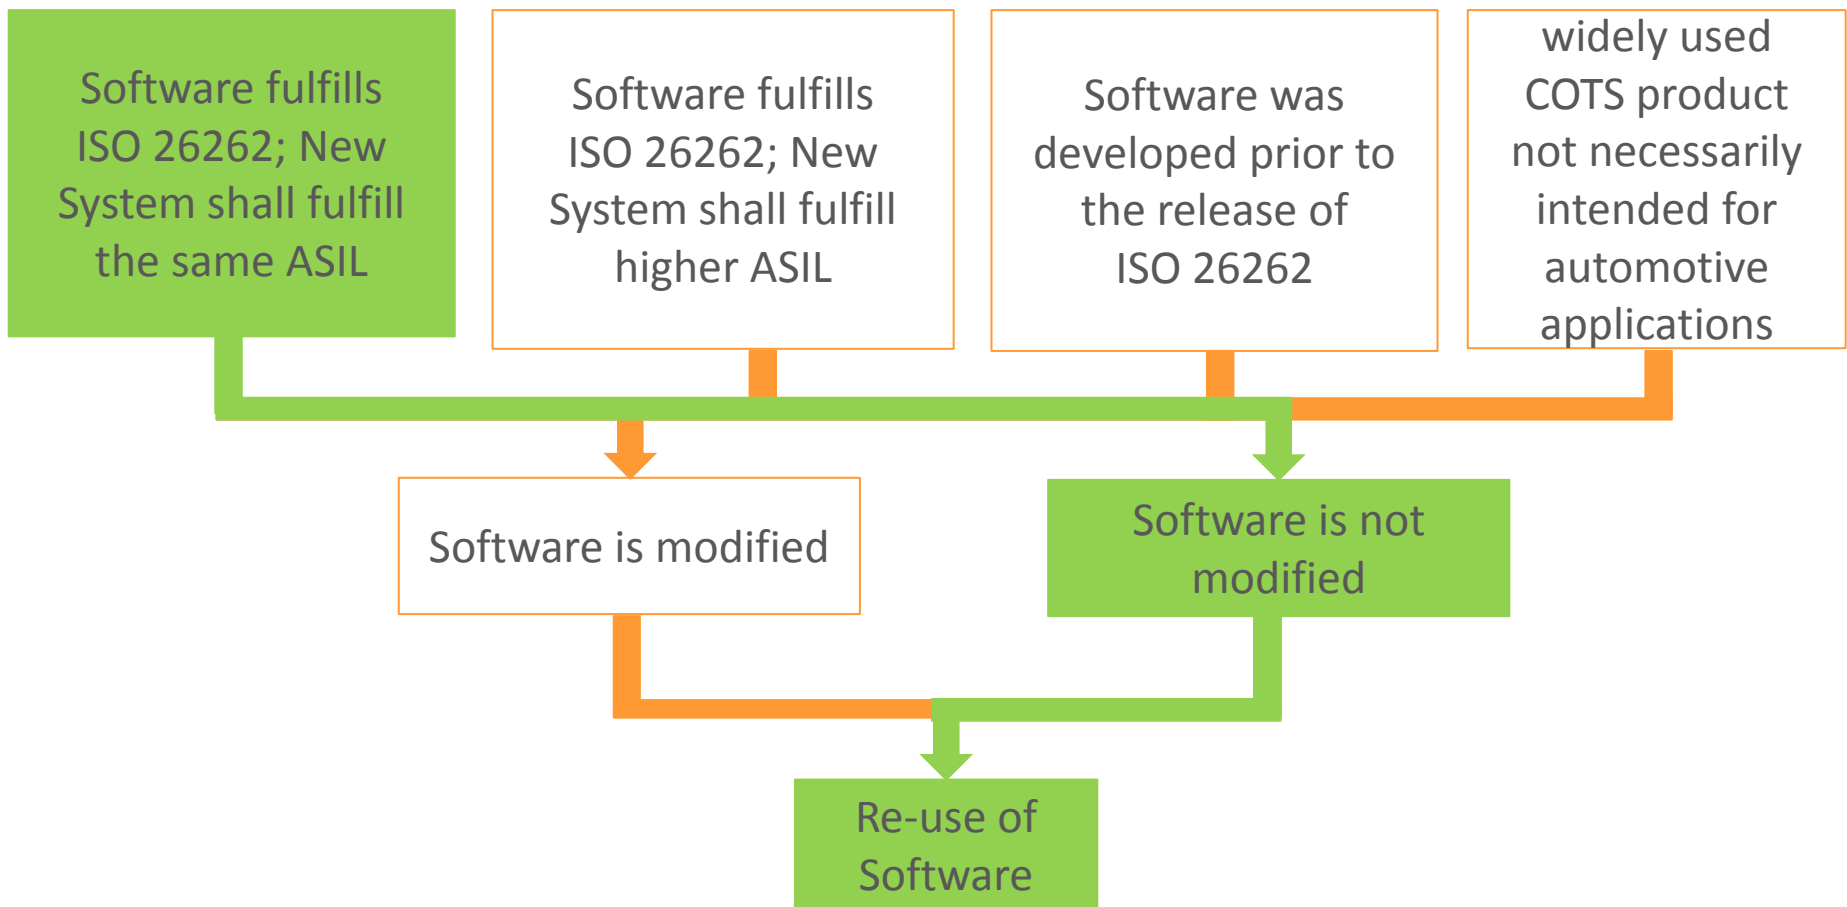 Software fulfills
ISO 26262; New
System shall fulfill
the same ASIL
Software fulfills
ISO 26262; New
System shall fulfill
higher ASIL
Software was
developed prior to
the release of
ISO 26262
widely used
COTS product
not necessarily
intended for
automotive
applications
Software is modified
Software is not
modified
Re-use of
Software